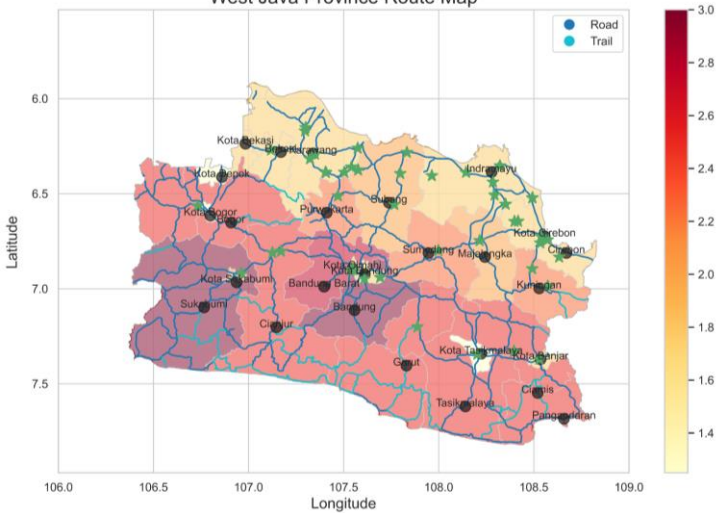 West Java Province Route Map
Road
Trail
3.0
2.8
2.6
2.4
2.2
2.0
1.8
1.6
1.4
6.0
6.5
7.0
7.5
Latitude
Kota Bekasi
Karawang
Kota Depok
Indramayu
Kota Bogor
Bogor
Purwakarta
Subang
Kota Cirebon
Cirebon
Sumedang
Majalengka
Kota Cimahi
Kota Bandung
Kota Sukabumi
Bandung Barat
Kuningan
Sukabumi
Bandung
Cianjur
Kota Tasikmalaya
Kota Banjar
Garut
Ciamis
Tasikmalaya
Pangandaran
106.0
106.5
107.0
107.5
108.0
108.5
109.0
Longitude